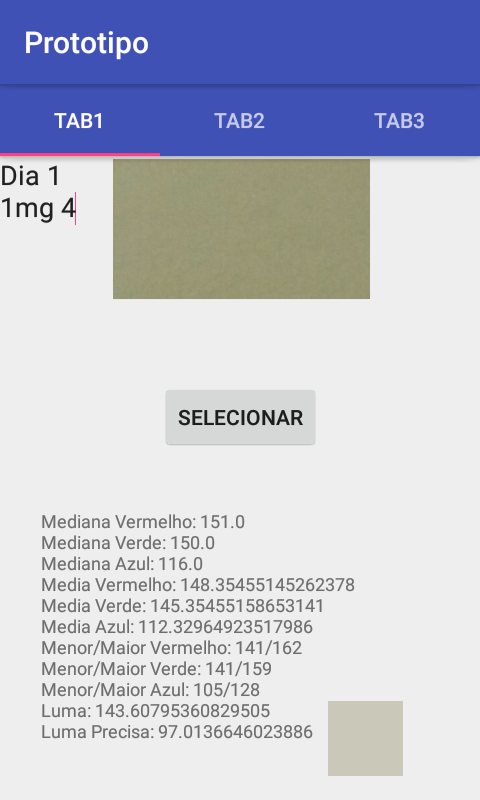 Prototipo
TAB1 TAB2 TAB3
Dia 1
1mg 4
SELECIONAR
Mediana Vermelho: 151.0
Mediana Verde: 150.0
Mediana Azul: 116.0
Media Vermelho: 148.35455145262378
Media Verde: 145.35455158653141
Media Azul: 112.32964923517986
Menor/Maior Vermelho: 141/162
Menor/Maior Verde: 141/159
Menor/Maior Azul: 105/128
Luma: 143.60795360829505
Luma Precisa: 97.0136646023886